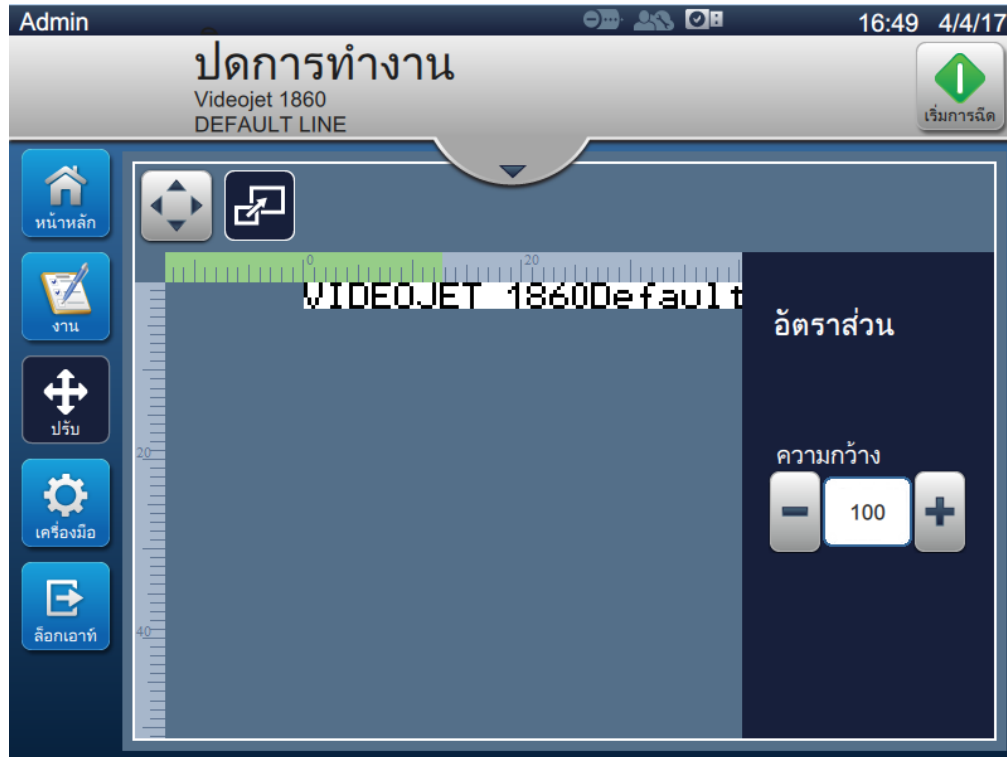 Admin
16:49 4/4/17
ปิดการทำงาน
Videojet 1860
DEFAULT LINE
เริ่มการฉีด
หน้าหลัก
งาน
ปรับ
เครื่องมือ
ล็อกเอาท์
0 20
VIDEOJET 1860Default
20
40
อัตราส่วน
ความกว้าง
100